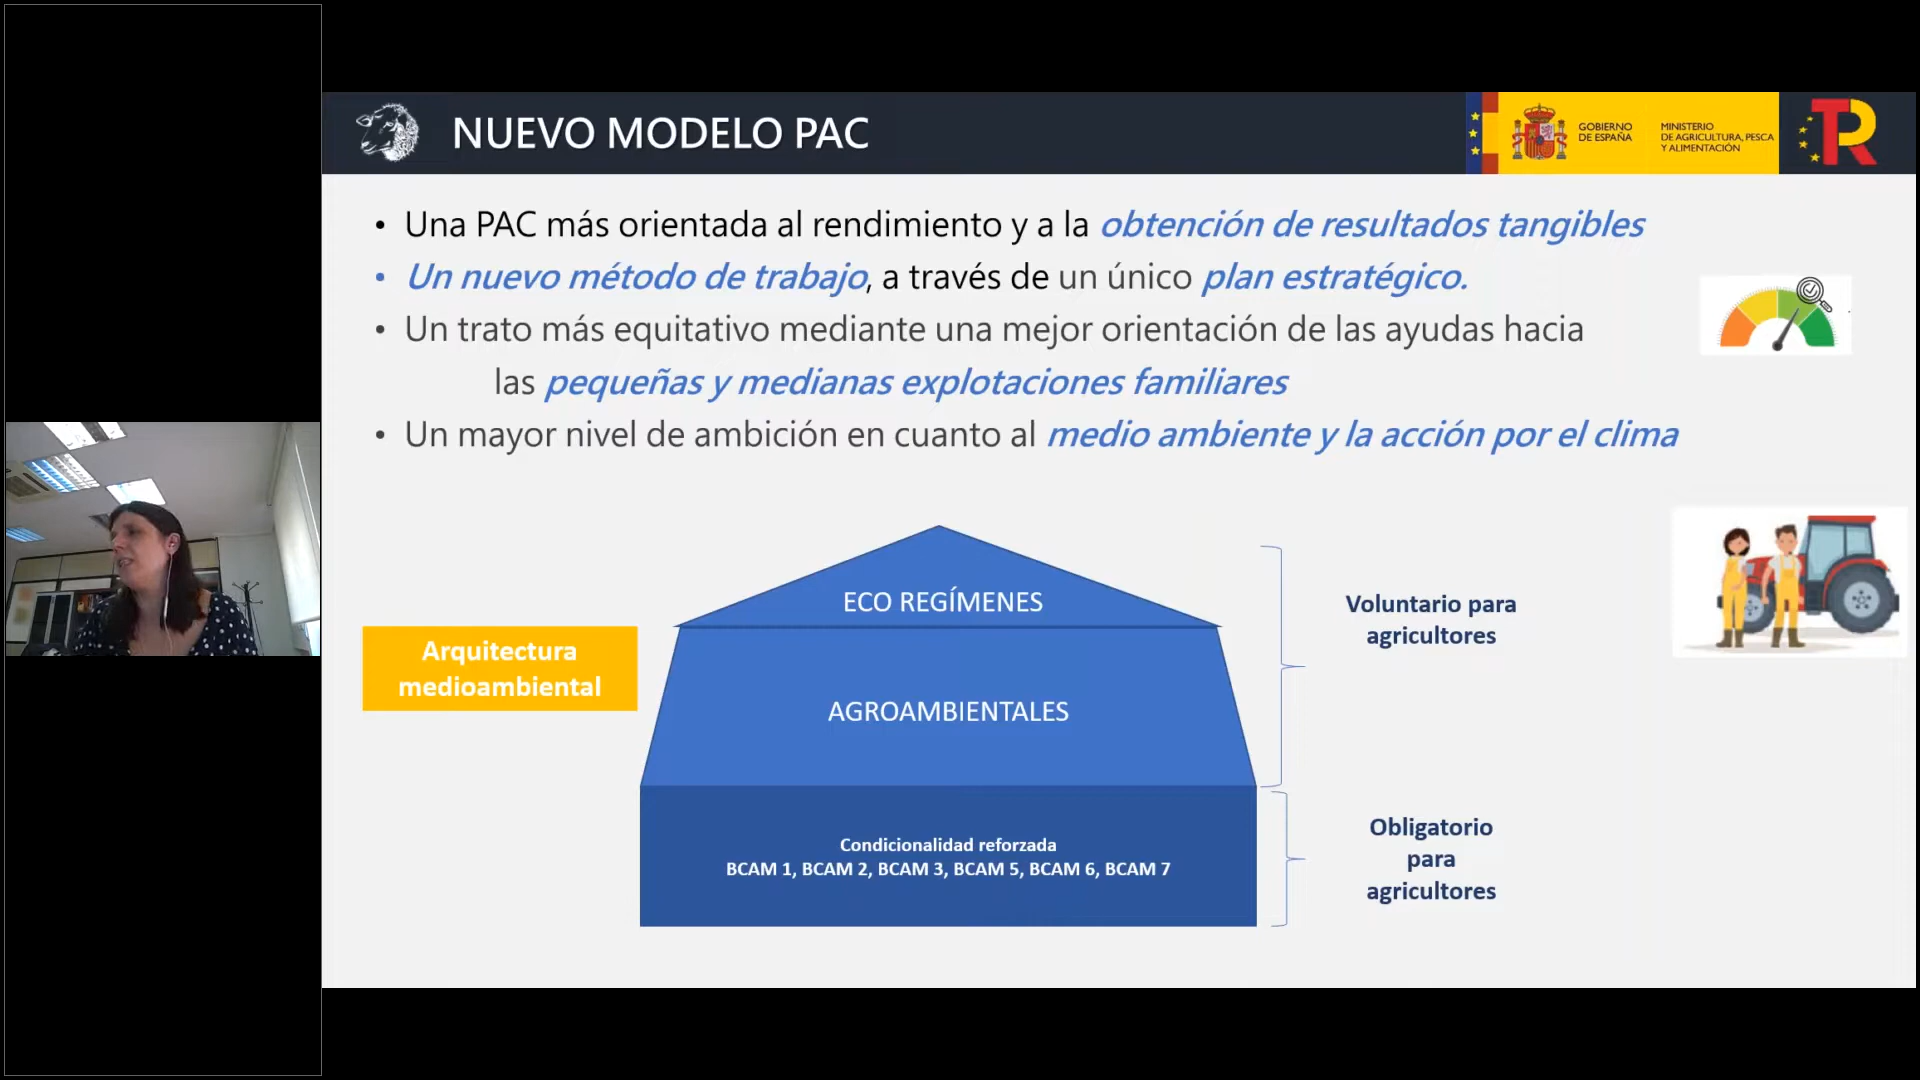 NUEVO MODELO PAC
GOBIERNO
DE ESPAÑA
MINISTERIO
DE AGRICULTURA, PESCA
Y ALIMENTACIÓN
TR
• Una PAC más orientada al rendimiento y a la obtención de resultados tangibles
• Un nuevo método de trabajo, a través de un único plan estratégico.
• Un trato más equitativo mediante una mejor orientación de las ayudas hacia
las pequeñas y medianas explotaciones familiares
• Un mayor nivel de ambición en cuanto al medio ambiente y la acción por el clima
Arquitectura
medioambiental
ECO REGÍMENES
AGROAMBIENTALES
Condicionalidad reforzada
BCAM 1, BCAM 2, BCAM 3, BCAM 5, BCAM 6, BCAM 7
Voluntario para
agricultores
Obligatorio
para
agricultores